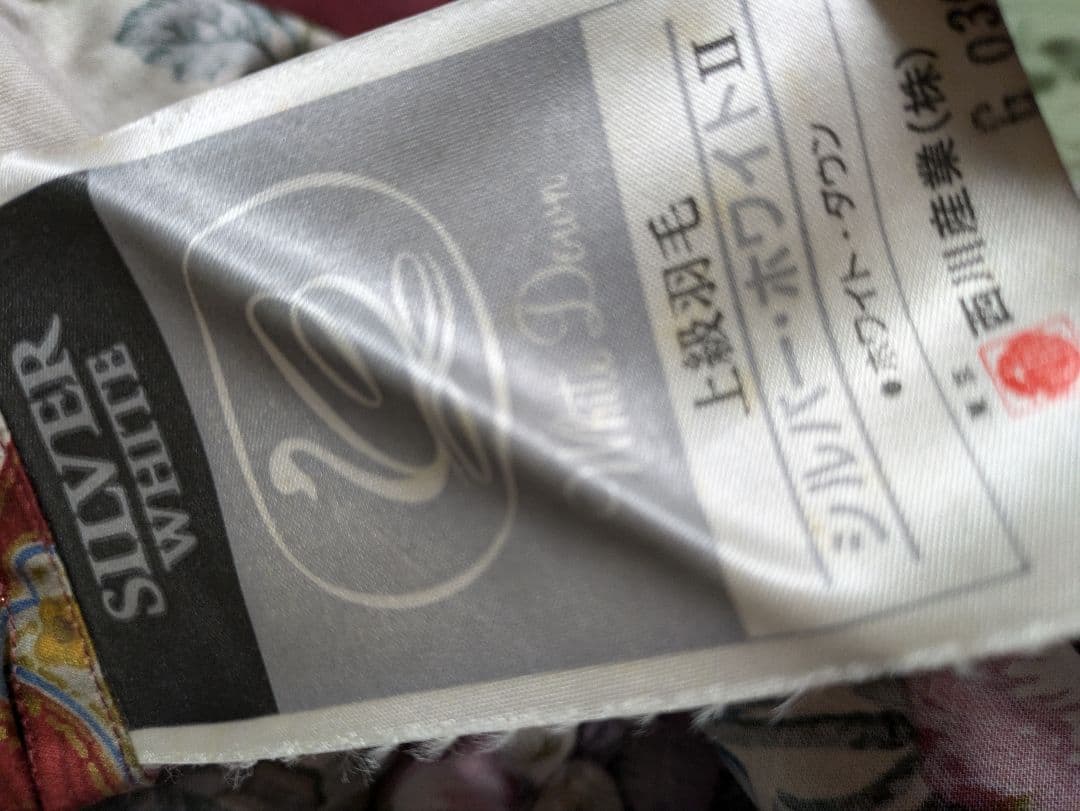 SILVER
WHITE
White Down
上級羽毛
シルバー・ホワイトII
●ホワイト・ダウン
西川産業(株)